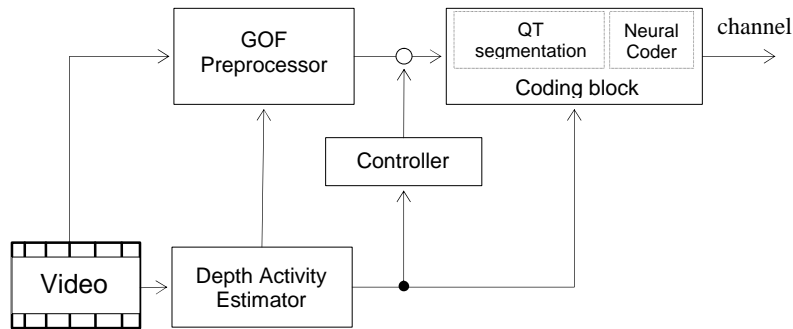 GOF
Preprocessor
QT
segmentation
Neural
Coder
Coding block
channel
Controller
Video
Depth Activity
Estimator